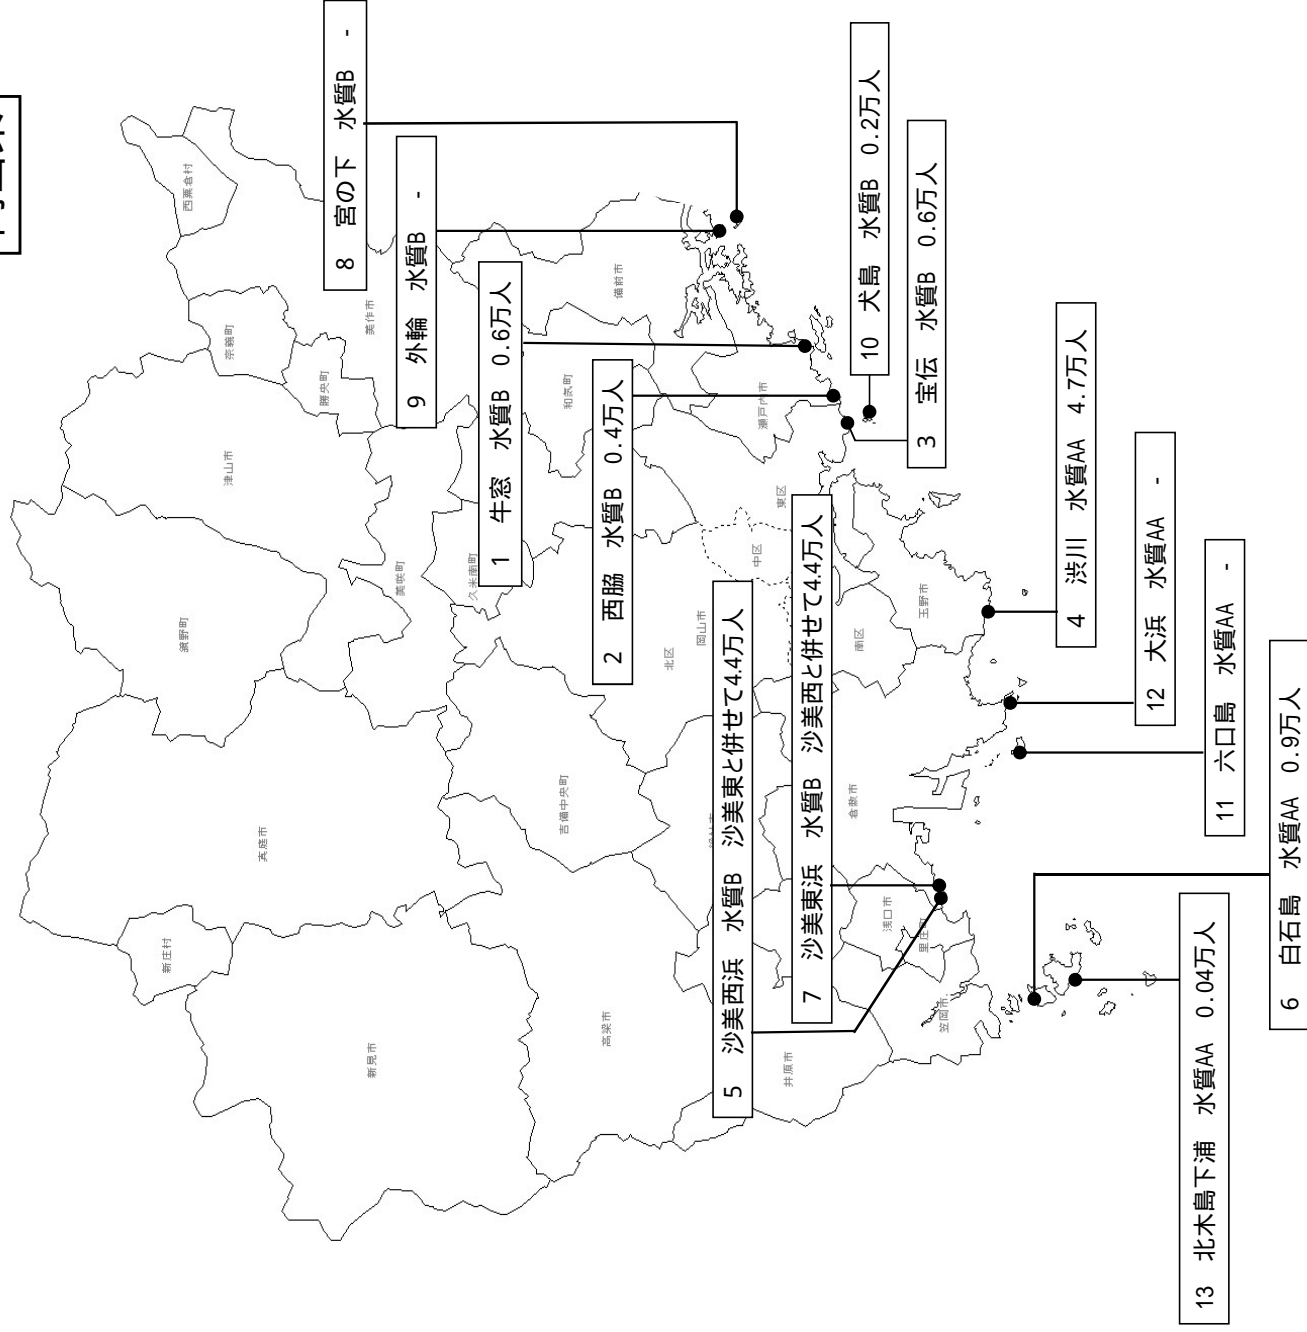 8 宮の下 水質B -
9 外輪 水質B -
1 牛窓 水質B 0.6万人
2 西脇 水質B 0.4万人
10 犬島 水質B 0.2万人
3 宝伝 水質B 0.6万人
4 渋川 水質AA 4.7万人
12 大浜 水質AA -
11 六口島 水質AA -
6 白石島 水質AA 0.9万人
13 北木島下浦 水質AA 0.04万人
5 沙美西浜 水質B 沙美東と併せて4.4万人
7 沙美東浜 水質B 沙美西と併せて4.4万人
西粟倉村
奈義町
美作市
勝央町
津山市
鏡野町
真庭市
新庄村
新見市
美咲町
久米南町
和気町
備前市
瀬戸内市
東区
中区
北区
岡山市
南区
玉野市
吉備中央町
高梁市
倉敷市
浅口市
里庄町
笠岡市
井原市